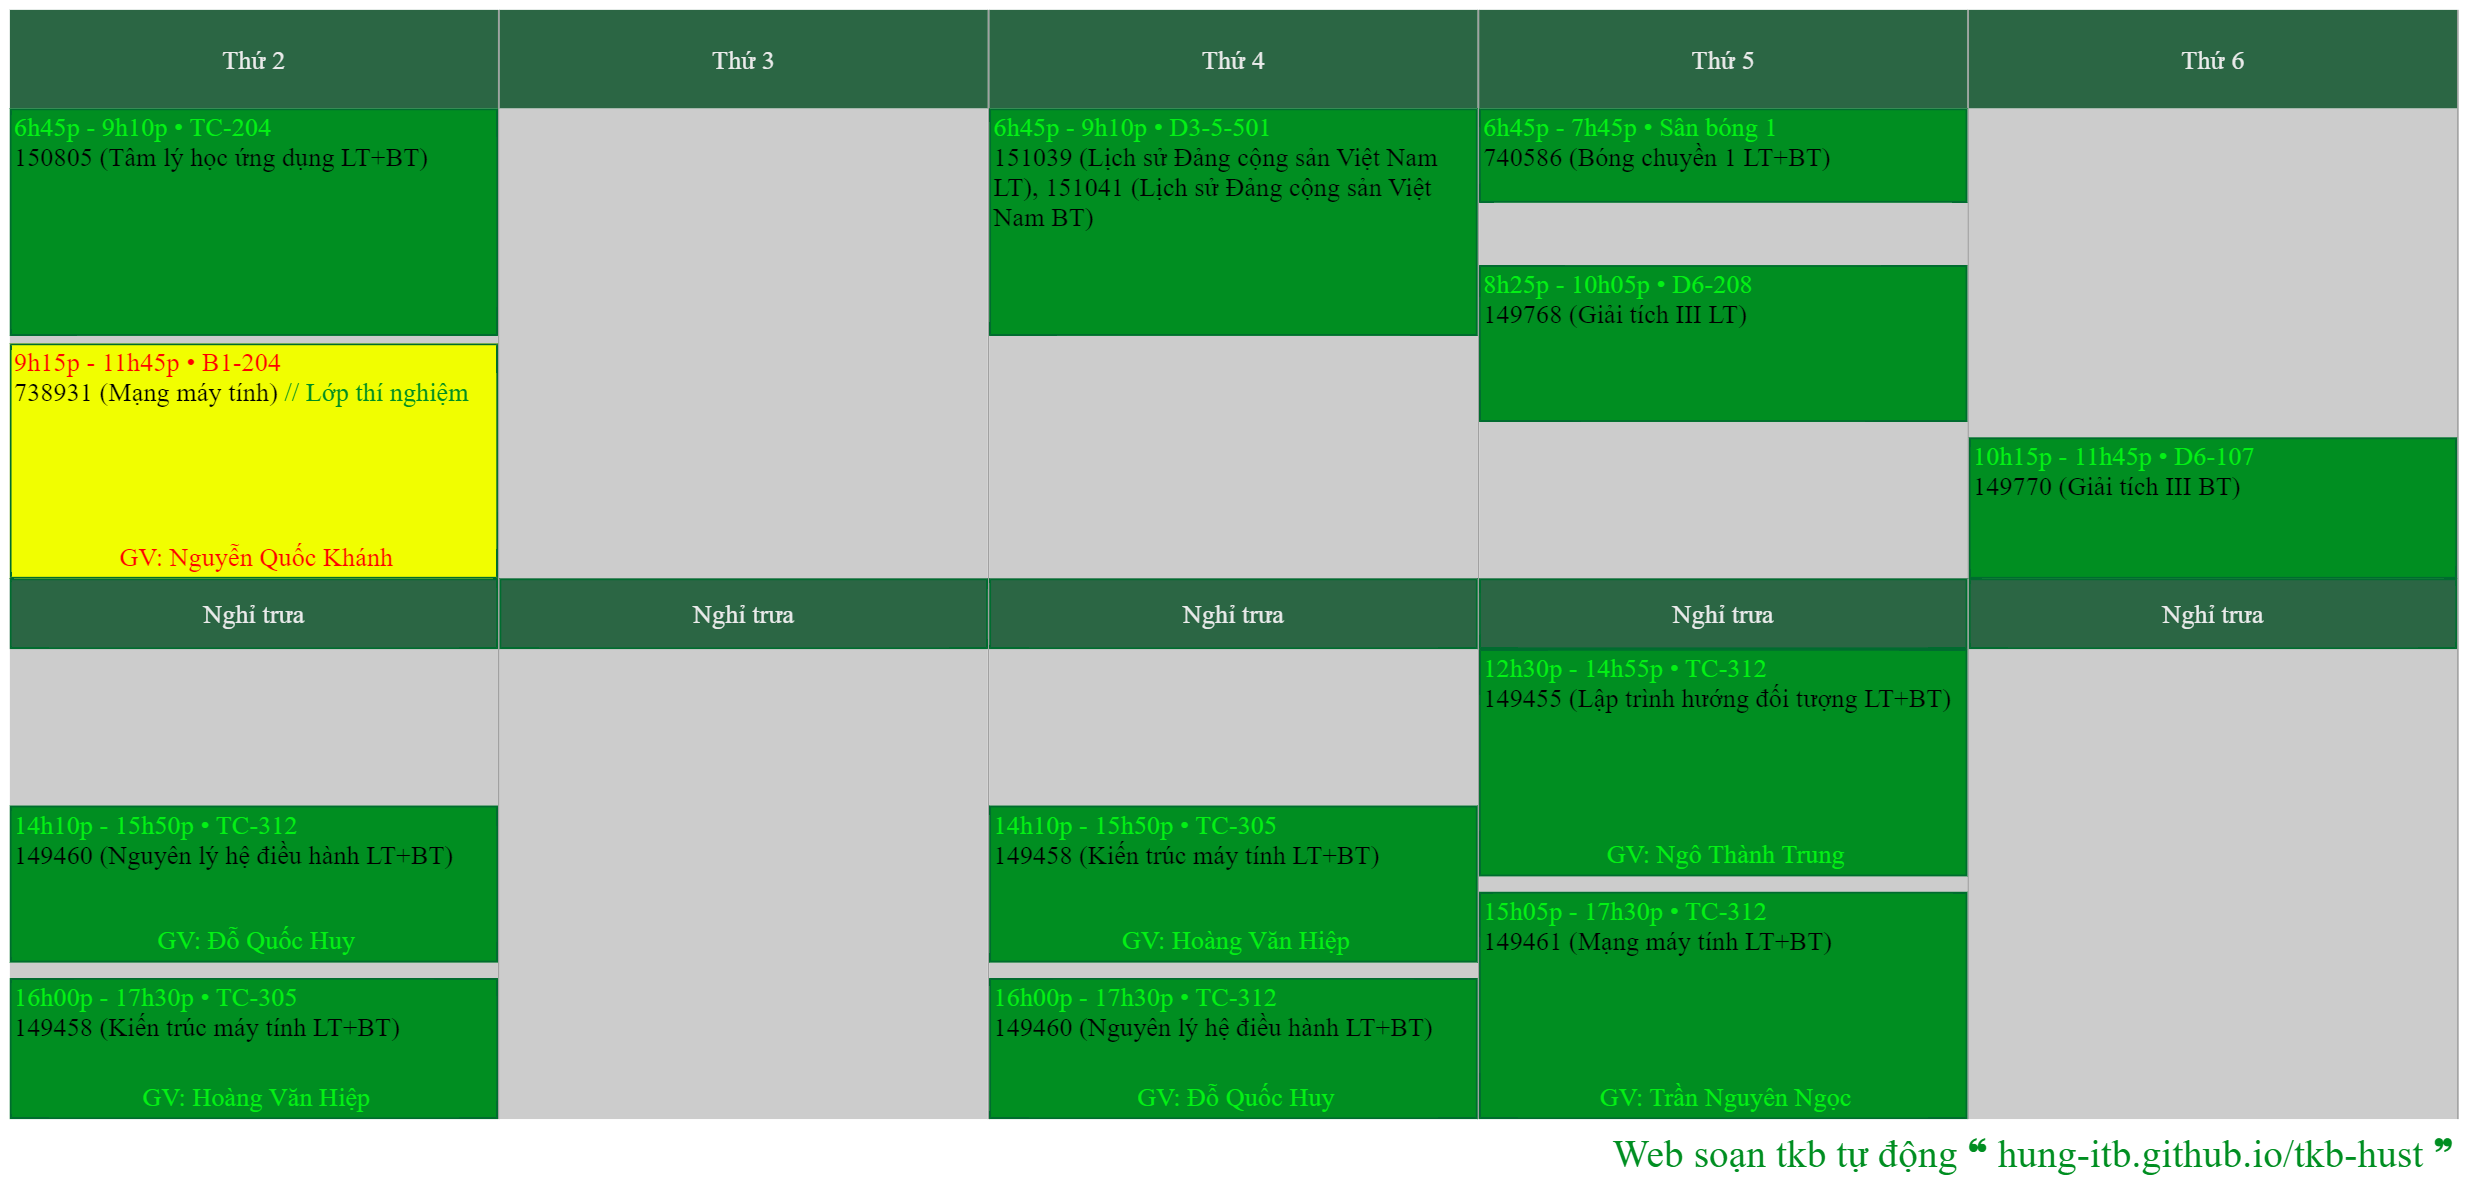 Thứ 2
Thứ 3
Thứ 4
Thứ 5
Thứ 6
6h45p - 9h10p • TC-204
150805 (Tâm lý học ứng dụng LT+BT)
9h15p - 11h45p • B1-204
738931 (Mạng máy tính) // Lớp thí nghiệm
GV: Nguyễn Quốc Khánh
6h45p - 9h10p • D3-5-501
151039 (Lịch sử Đảng cộng sản Việt Nam
LT), 151041 (Lịch sử Đảng cộng sản Việt
Nam BT)
6h45p - 7h45p • Sân bóng 1
740586 (Bóng chuyền 1 LT+BT)
8h25p - 10h05p • D6-208
149768 (Giải tích III LT)
10h15p - 11h45p • D6-107
149770 (Giải tích III BT)
Nghỉ trưa
Nghỉ trưa
Nghỉ trưa
Nghỉ trưa
Nghỉ trưa
14h10p - 15h50p • TC-312
149460 (Nguyên lý hệ điều hành LT+BT)
GV: Đỗ Quốc Huy
16h00p - 17h30p • TC-305
149458 (Kiến trúc máy tính LT+BT)
GV: Hoàng Văn Hiệp
14h10p - 15h50p • TC-305
149458 (Kiến trúc máy tính LT+BT)
GV: Hoàng Văn Hiệp
16h00p - 17h30p • TC-312
149460 (Nguyên lý hệ điều hành LT+BT)
GV: Đỗ Quốc Huy
12h30p - 14h55p • TC-312
149455 (Lập trình hướng đối tượng LT+BT)
GV: Ngô Thành Trung
15h05p - 17h30p • TC-312
149461 (Mạng máy tính LT+BT)
GV: Trần Nguyên Ngọc
Web soạn tkb tự động ❝ hung-itb.github.io/tkb-hust ❞